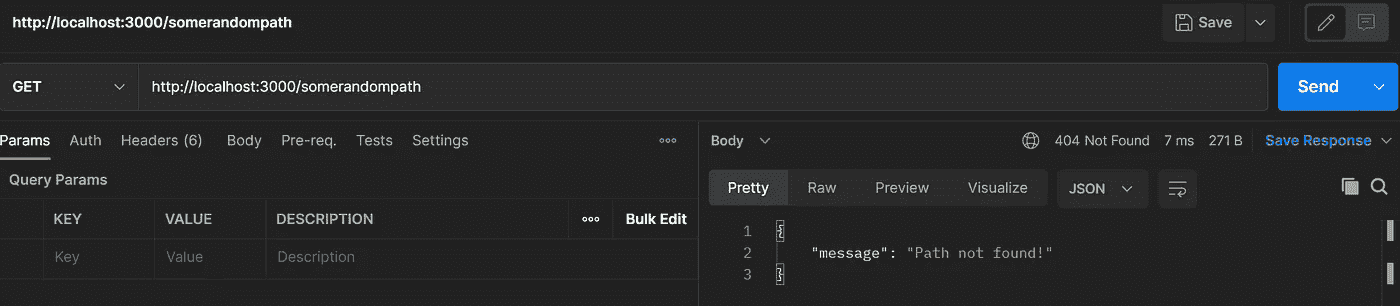 http://localhost:3000/somerandompath
Save
GET
http://localhost:3000/somerandompath
Send
Params Auth Headers (6) Body Pre-req. Tests Settings
Body 404 Not Found 7 ms 271 B Save Response
Query Params
Pretty Raw Preview Visualize JSON
KEY VALUE DESCRIPTION Bulk Edit
Key Value Description
1 {
2 "message": "Path not found!"
3 }